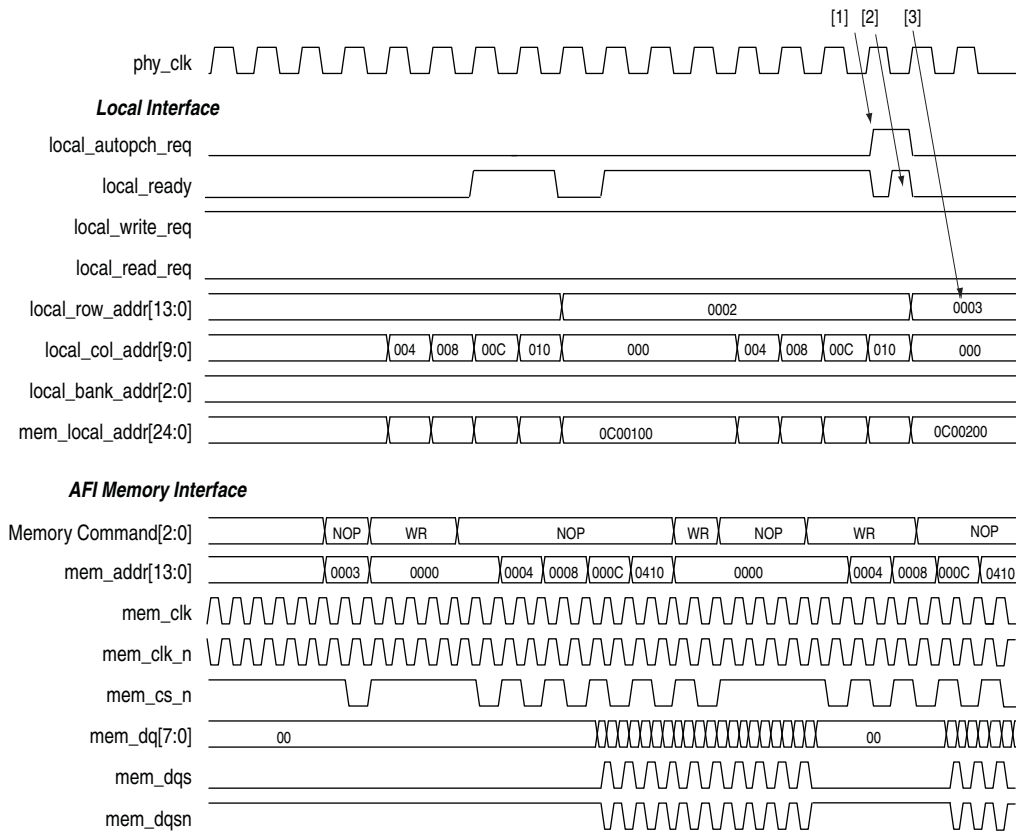 [1] [2] [3]
phy_clk
Local Interface
local_autopch_req
local_ready
local_write_req
local_read_req
local_row_addr[13:0] 0002 0003
local_col_addr[9:0] 004 008 00C 010 000 004 008 00C 010 000
local_bank_addr[2:0]
mem_local_addr[24:0] 0C00100 0C00200
AFI Memory Interface
Memory Command[2:0] NOP WR NOP WR NOP WR NOP
mem_addr[13:0] 0003 0000 0004 0008 000C 0410 0000 0004 0008 000C 0410
mem_clk
mem_clk_n
mem_cs_n
mem_dq[7:0] 00 00
mem_dqs
mem_dqsn